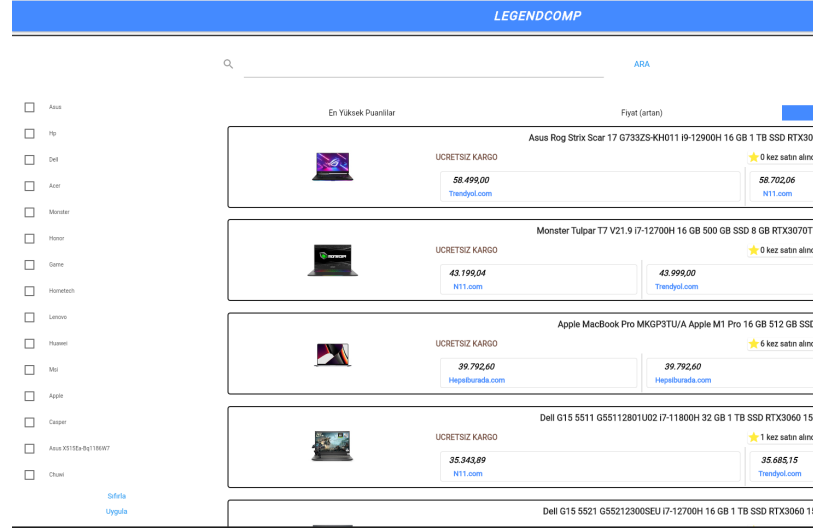 LEGENDCOMP
ARA
Asus
Hp
Dell
Acer
Monster
Honor
Game
Hometech
Lenovo
Huawei
Msi
Apple
Casper
Asus X515Ea-Bq1186W7
Chuwi
Sıfırla
Uygula
En Yüksek Puanlilar
Fiyat (artan)
Asus Rog Strix Scar 17 G733ZS-KH011 i9-12900H 16 GB 1 TB SSD RTX30
UCRETSIZ KARGO
0 kez satın alınd
58.499,00
58.702,06
Trendyol.com
N11.com
Monster Tulpar T7 V21.9 i7-12700H 16 GB 500 GB SSD 8 GB RTX3070T
UCRETSIZ KARGO
0 kez satın alınd
43.199,04
43.999,00
N11.com
Trendyol.com
Apple MacBook Pro MKGP3TU/A Apple M1 Pro 16 GB 512 GB SSD
UCRETSIZ KARGO
6 kez satın alınd
39.792,60
39.792,60
Hepsiburada.com
Hepsiburada.com
Dell G15 5511 G55112801U02 i7-11800H 32 GB 1 TB SSD RTX3060 15
UCRETSIZ KARGO
1 kez satın alınd
35.343,89
35.685,15
N11.com
Trendyol.com
Dell G15 5521 G55212300SEU i7-12700H 16 GB 1 TB SSD RTX3060 15